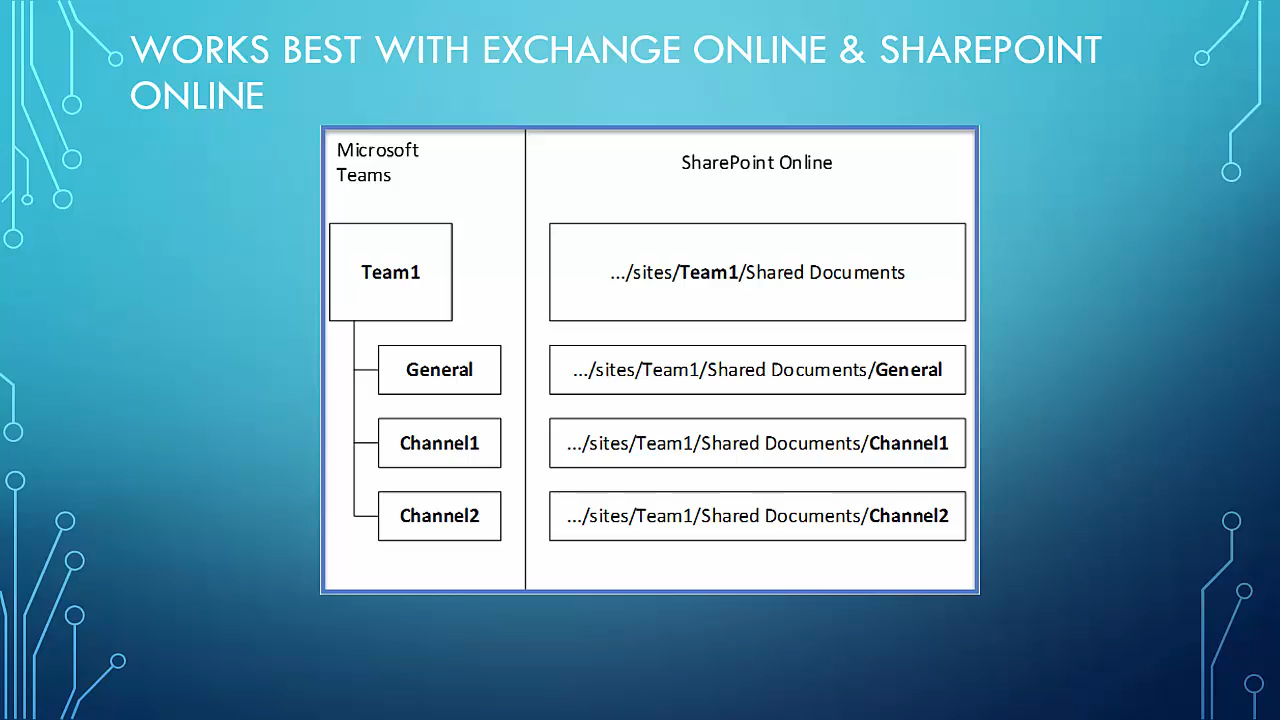 WORKS BEST WITH EXCHANGE ONLINE & SHAREPOINT
ONLINE
Microsoft
Teams
SharePoint Online
Team1
.../sites/Team1/Shared Documents
General
.../sites/Team1/Shared Documents/General
Channel1
.../sites/Team1/Shared Documents/Channel1
Channel2
.../sites/Team1/Shared Documents/Channel2